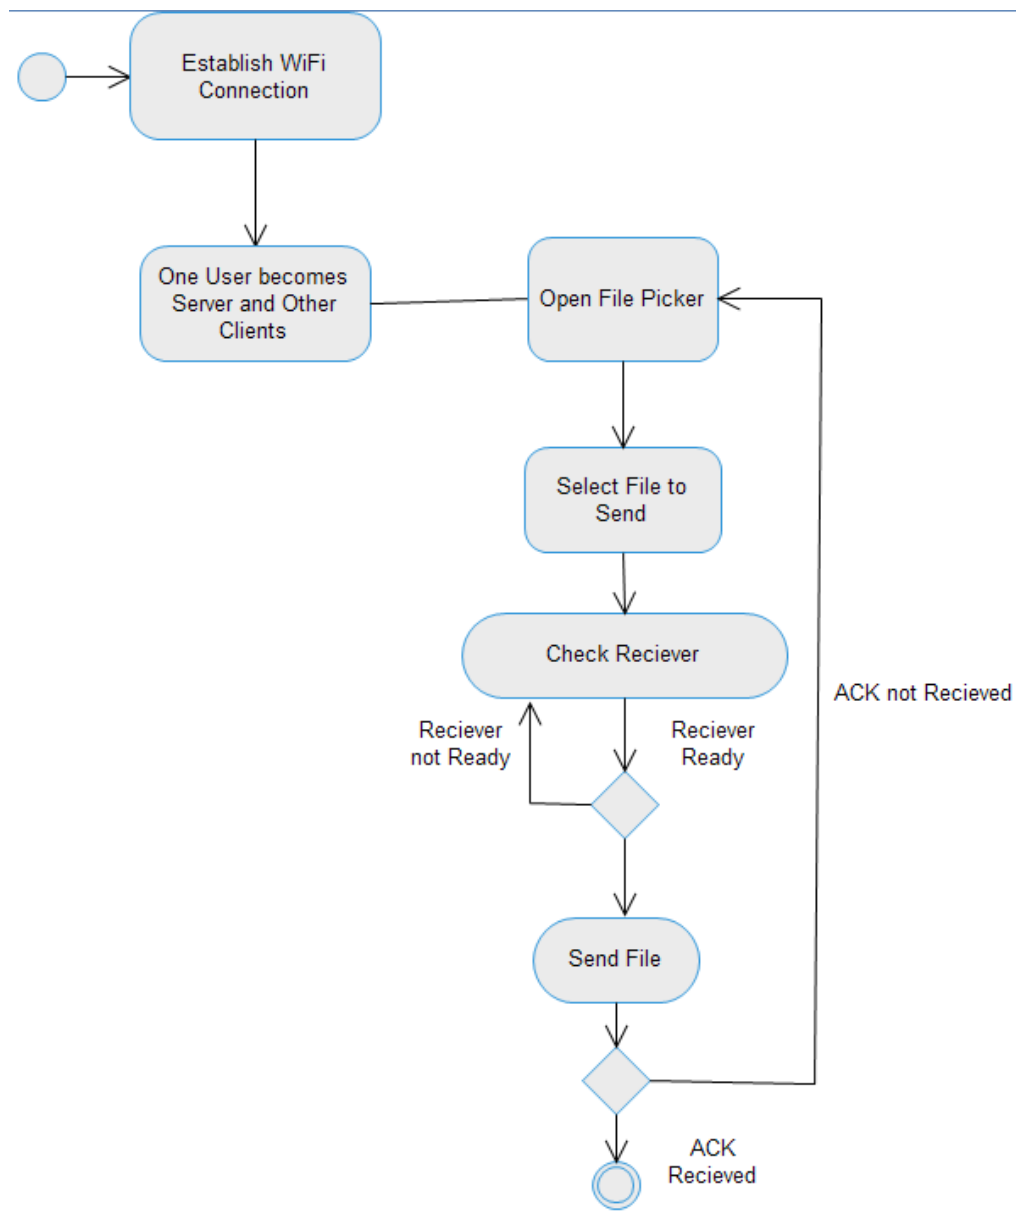 Establish WiFi
Connection
One User becomes
Server and Other
Clients
Open File Picker
Select File to
Send
Check Reciever
ACK not Recieved
Reciever
not Ready
Reciever
Ready
Send File
ACK
Recieved